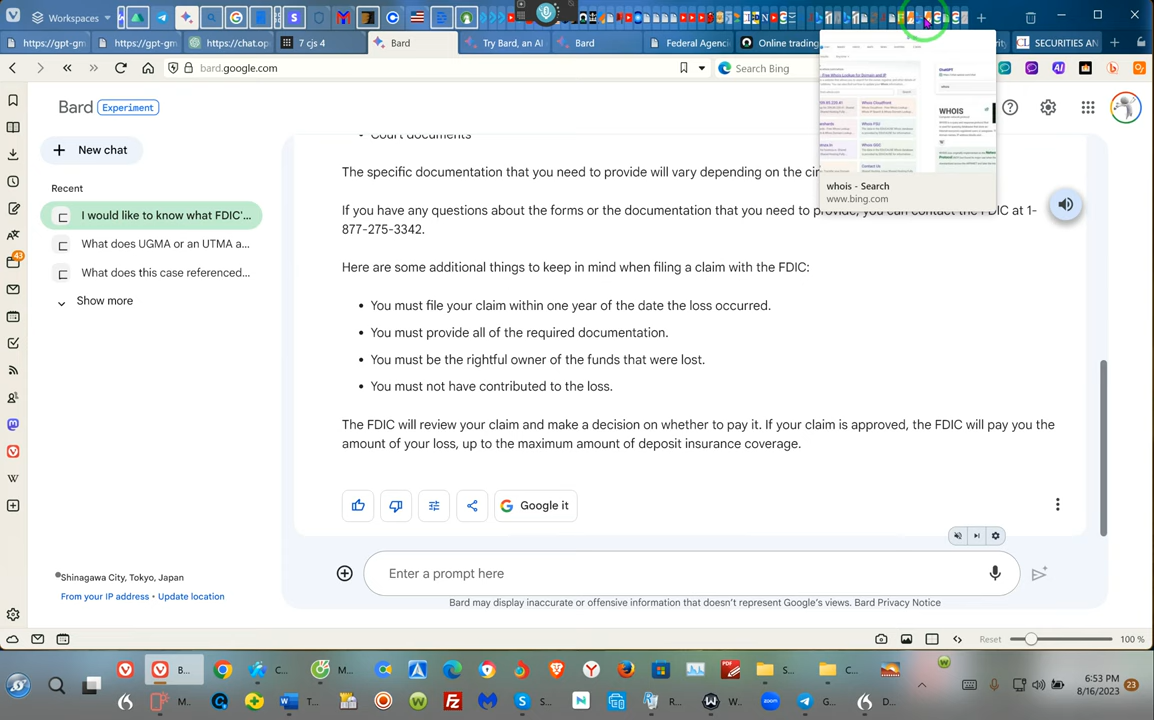 Workspaces
https://gpt-gm
https://gpt-gm
https://chat.op
7 cjs 4
Bard
Try Bard, an AI
Bard
Federal Agenc
Online trading
SECURITIES AN
bard.google.com
Search Bing
Bard
Experiment
New chat
Recent
I would like to know what FDIC'...
What does UGMA or an UTMA a...
What does this case referenced...
Show more
Court documents
The specific documentation that you need to provide will vary depending on the cir
If you have any questions about the forms or the documentation that you need to provide, you can contact the FDIC at 1-
877-275-3342.
Here are some additional things to keep in mind when filing a claim with the FDIC:
• You must file your claim within one year of the date the loss occurred.
• You must provide all of the required documentation.
• You must be the rightful owner of the funds that were lost.
• You must not have contributed to the loss.
The FDIC will review your claim and make a decision on whether to pay it. If your claim is approved, the FDIC will pay you the
amount of your loss, up to the maximum amount of deposit insurance coverage.
WHOIS
whois - Search
www.bing.com
Google it
Enter a prompt here
Bard may display inaccurate or offensive information that doesn't represent Google's views. Bard Privacy Notice
Shinagawa City, Tokyo, Japan
From your IP address • Update location
43
Reset
100 %
B...
C...
M...
S...
C...
M...
T...
S...
R...
W...
G...
D...
6:53 PM
8/16/2023
23